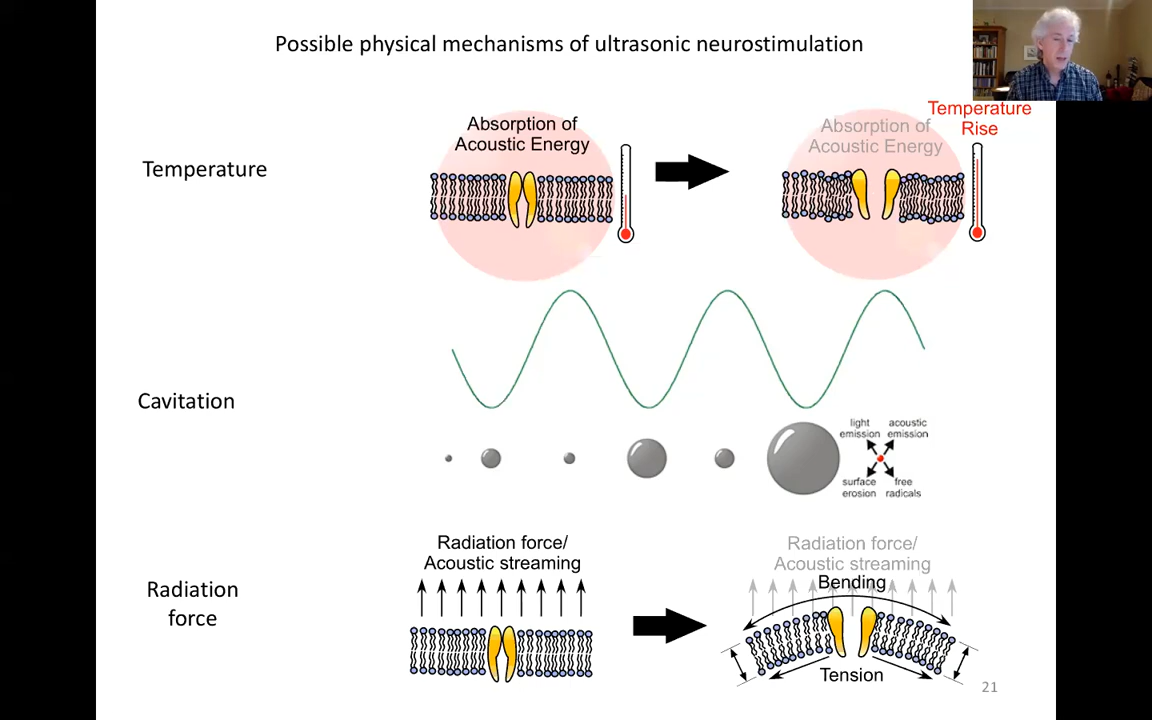 Possible physical mechanisms of ultrasonic neurostimulation
Temperature
Absorption of
Acoustic Energy
Absorption of
Acoustic Energy
Temperature
Rise
Cavitation
light
emission
acoustic
emission
surface
erosion
free
radicals
Radiation
force
Radiation force/
Acoustic streaming
Radiation force/
Acoustic streaming
Bending
Tension
21